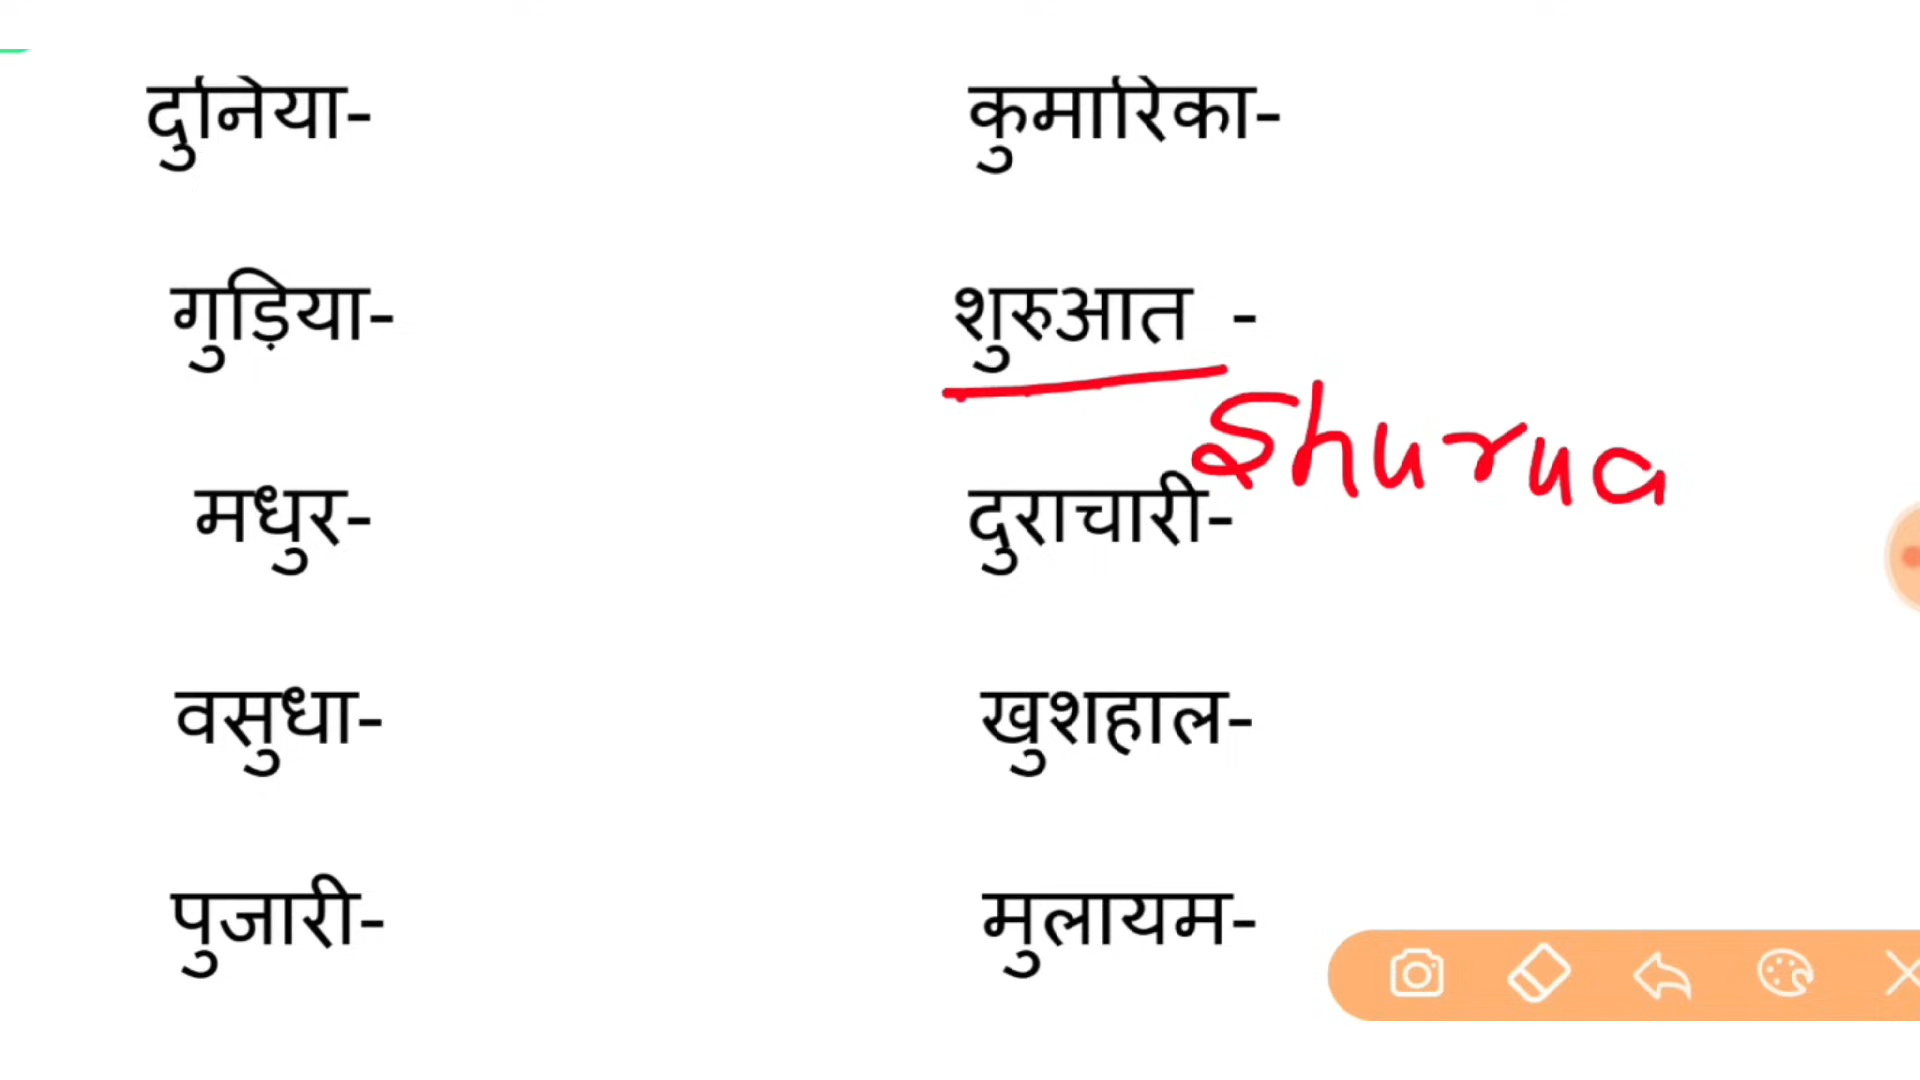 दुनिया- कुमारिका-
गुड़िया- शुरुआत -
Shurua
मधुर- दुराचारी-
वसुधा- खुशहाल-
पुजारी- मुलायम-